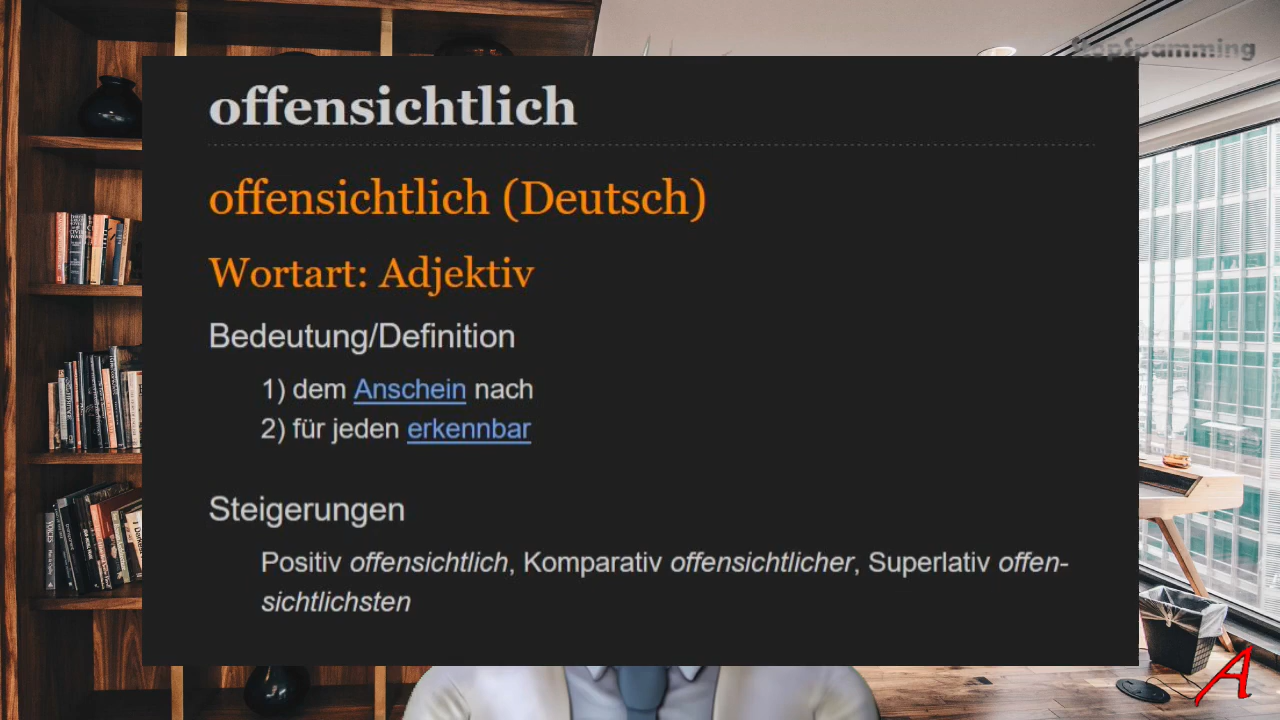 StopSpamming
offensichtlich
offensichtlich (Deutsch)
Wortart: Adjektiv
Bedeutung/Definition
1) dem Anschein nach
2) für jeden erkennbar
Steigerungen
Positiv offensichtlich, Komparativ offensichtlicher, Superlativ offen-
sichtlichsten
VOICES
A